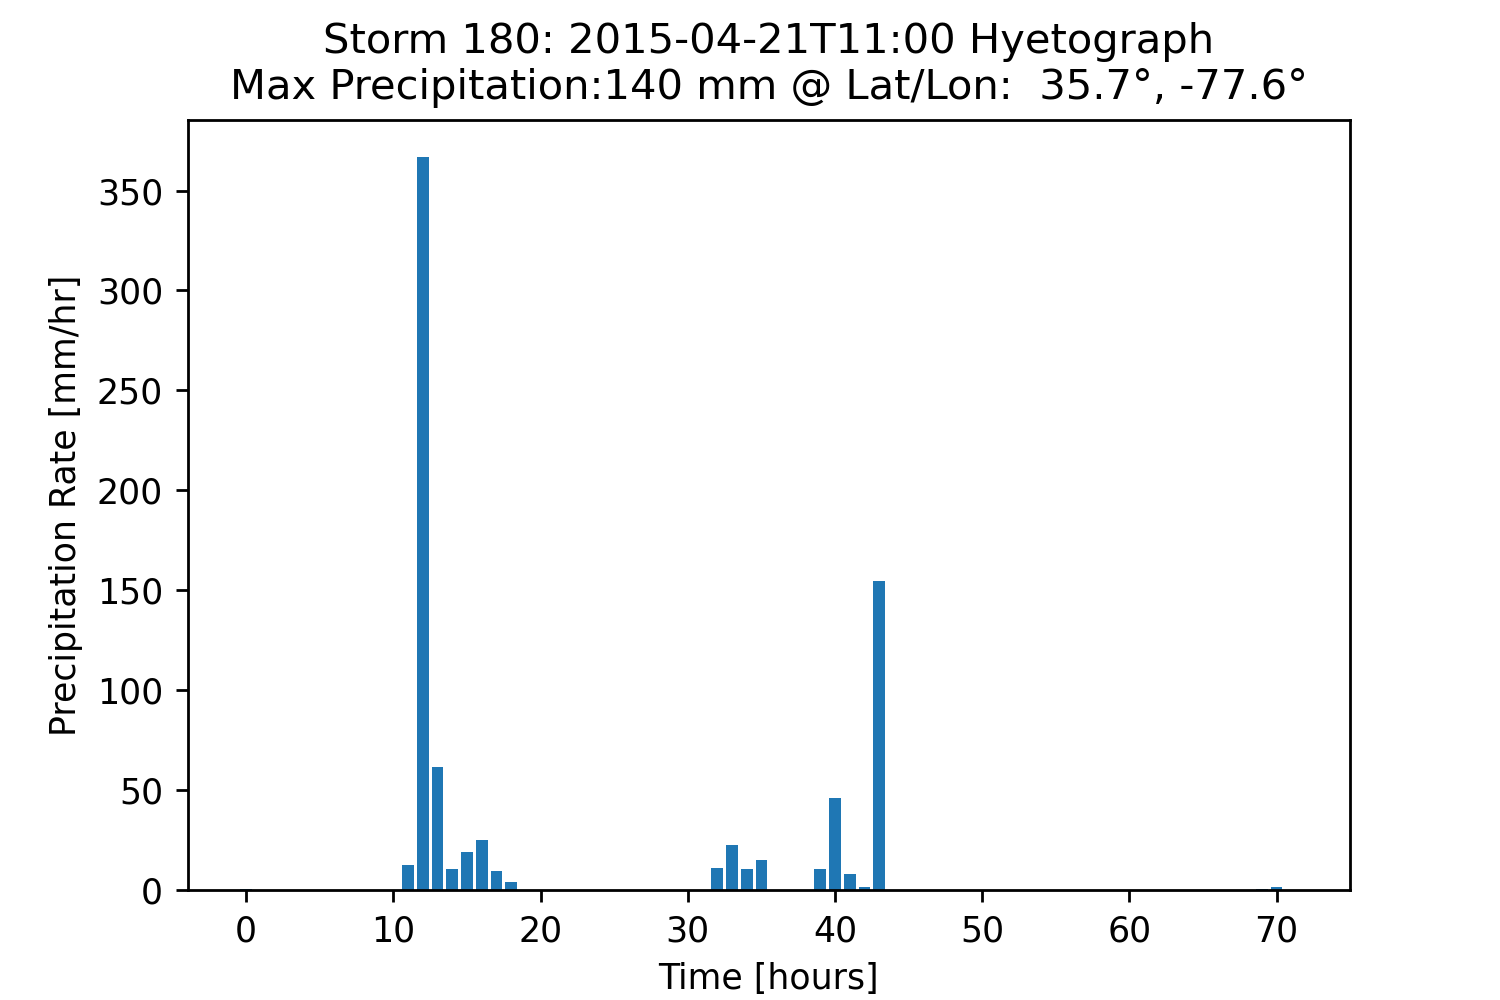 Storm 180: 2015-04-21T11:00 Hyetograph
Max Precipitation:140 mm @ Lat/Lon:  35.7°, -77.6°
350
300
250
200
150
100
50
0
Precipitation Rate [mm/hr]
0 10 20 30 40 50 60 70
Time [hours]